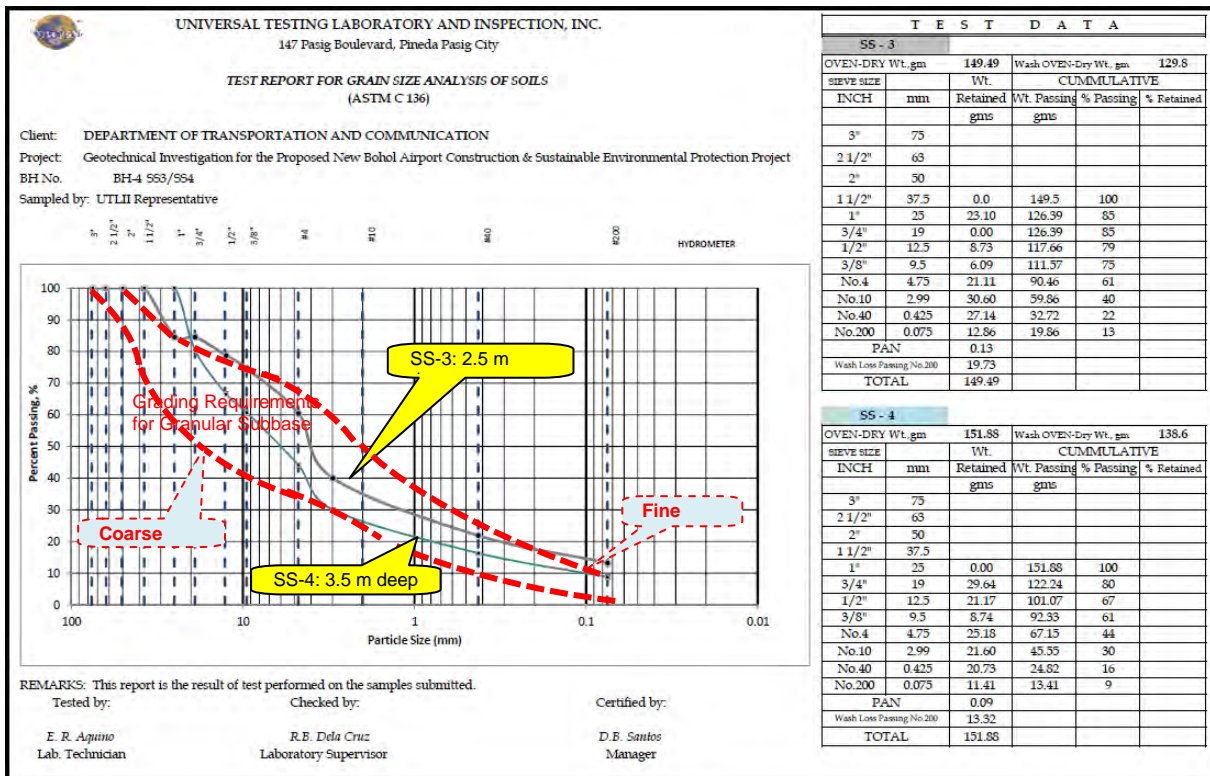 UNIVERSAL TESTING LABORATORY AND INSPECTION, INC.
147 Pasig Boulevard, Pineda Pasig City
TEST REPORT FOR GRAIN SIZE ANALYSIS OF SOILS
(ASTM C 136)
Client: DEPARTMENT OF TRANSPORTATION AND COMMUNICATION
Project: Geotechnical Investigation for the Proposed New Bohol Airport Construction & Sustainable Environmental Protection Project
BH No. BH-4 SS3/SS4
Sampled by: UTLII Representative
3" 2 1/2" 2" 1 1/2" 1" 3/4" 1/2" 3/8" #4 #10 #40 #200 HYDROMETER
100
90
80
70
60
50
40
30
20
10
0
Percent Passing, %
100 10 1 0.1 0.01
Particle Size (mm)
SS-3: 2.5 m
Grading Requirements
for Granular Subbase
Coarse
Fine
SS-4: 3.5 m deep
REMARKS: This report is the result of test performed on the samples submitted.
Tested by: Checked by: Certified by:
E. R. Aquino R.B. Dela Cruz D.B. Santos
Lab. Technician Laboratory Supervisor Manager
T E S T D A T A
SS - 3
OVEN-DRY Wt.,gm 149.49 Wash OVEN-Dry Wt., gm 129.8
SIEVE SIZE Wt. CUMMULATIVE
INCH mm Retained Wt. Passing % Passing % Retained
gms gms
3" 75
2 1/2" 63
2" 50
1 1/2" 37.5 0.0 149.5 100
1" 25 23.10 126.39 85
3/4" 19 0.00 126.39 85
1/2" 12.5 8.73 117.66 79
3/8" 9.5 6.09 111.57 75
No.4 4.75 21.11 90.46 61
No.10 2.99 30.60 59.86 40
No.40 0.425 27.14 32.72 22
No.200 0.075 12.86 19.86 13
PAN 0.13
Wash Loss Passing No.200 19.73
TOTAL 149.49
SS - 4
OVEN-DRY Wt.,gm 151.88 Wash OVEN-Dry Wt., gm 138.6
SIEVE SIZE Wt. CUMMULATIVE
INCH mm Retained Wt. Passing % Passing % Retained
gms gms
3" 75
2 1/2" 63
2" 50
1 1/2" 37.5
1" 25 0.00 151.88 100
3/4" 19 29.64 122.24 80
1/2" 12.5 21.17 101.07 67
3/8" 9.5 8.74 92.33 61
No.4 4.75 25.18 67.15 44
No.10 2.99 21.60 45.55 30
No.40 0.425 20.73 24.82 16
No.200 0.075 11.41 13.41 9
PAN 0.09
Wash Loss Passing No.200 13.32
TOTAL 151.88